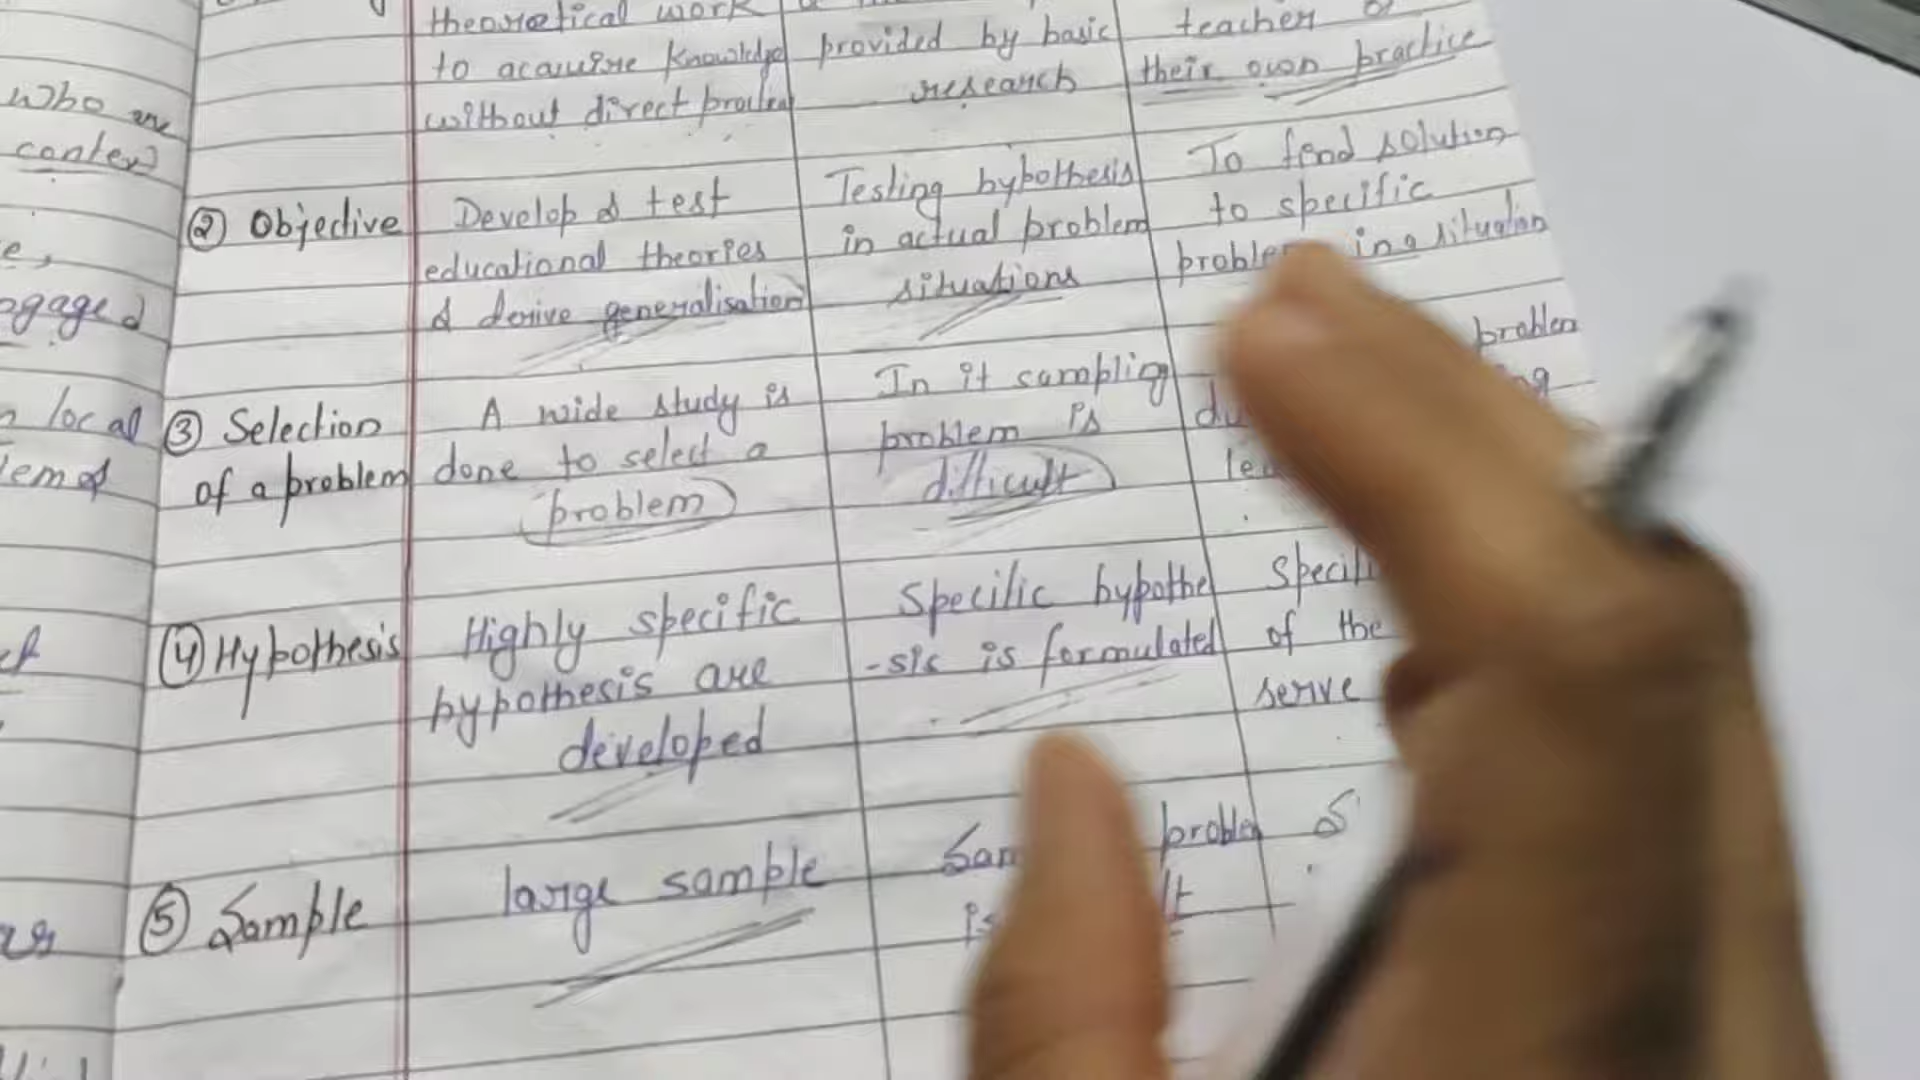 theoretical work
to acquire knowledge
without direct problem
provided by basic
research
teacher
their own practice
② Objective
Develop & test
educational theories
& derive generalisation
Testing hypothesis
in actual problem
situations
To find solution
to specific
problem in a situation
③ Selection
of a problem
A wide study is
done to select a
problem
In it sampling
problem is
difficult
problem
④ Hypothesis
Highly specific
hypothesis are
developed
Specific hypothe
-sis is formulated
of the
serve
⑤ Sample
large sample
problem
who are
local